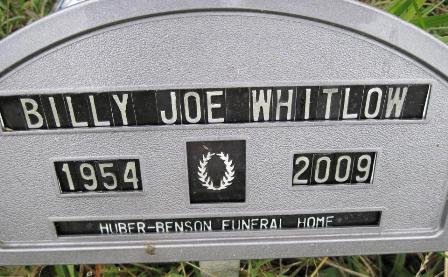 BILLY JOE WHITLOW
1954 2009
HUBER-BENSON FUNERAL HOME